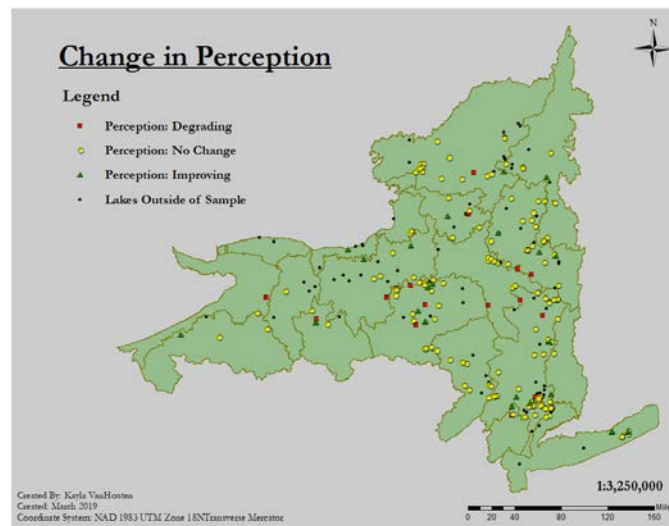 Change in Perception
N
Legend
Perception: Degrading
Perception: No Change
Perception: Improving
Lakes Outside of Sample
1:3,250,000
Created By: Kayla VanHouten
Created: March 2019
Coordinate System: NAD 1983 UTM Zone 18NTransverse Mercator
0 20 40 80 120 160